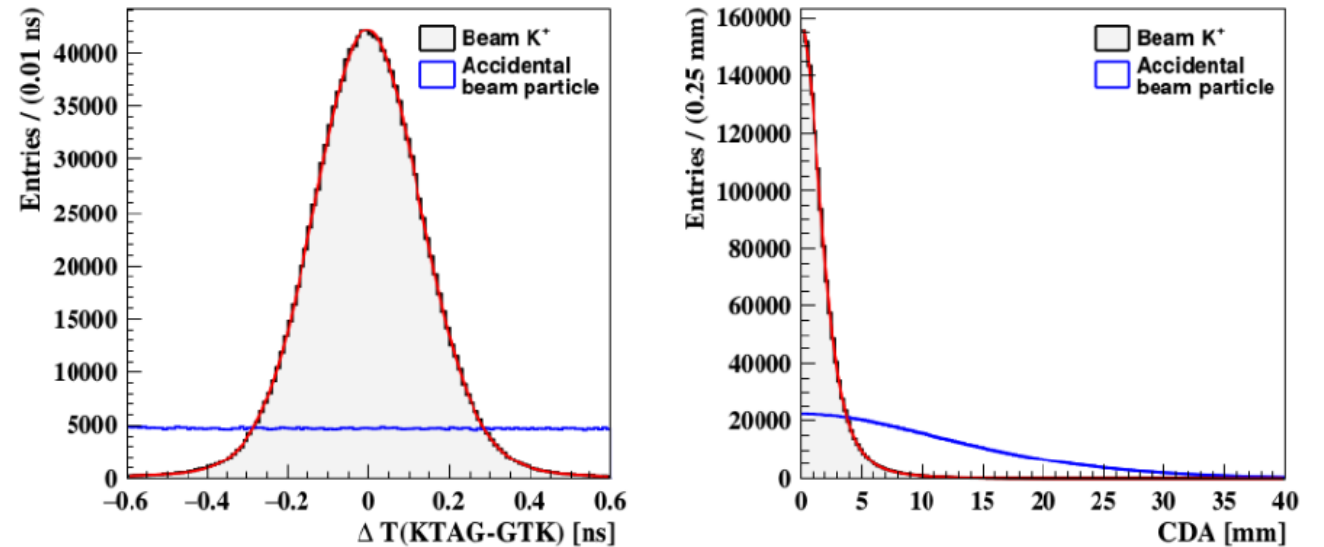 Entries / (0.01 ns)
40000
35000
30000
25000
20000
15000
10000
5000
0
Beam K⁺
Accidental
beam particle
−0.6 −0.4 −0.2 0 0.2 0.4 0.6
Δ T(KTAG-GTK) [ns]
Entries / (0.25 mm)
160000
140000
120000
100000
80000
60000
40000
20000
0
Beam K⁺
Accidental
beam particle
0 5 10 15 20 25 30 35 40
CDA [mm]